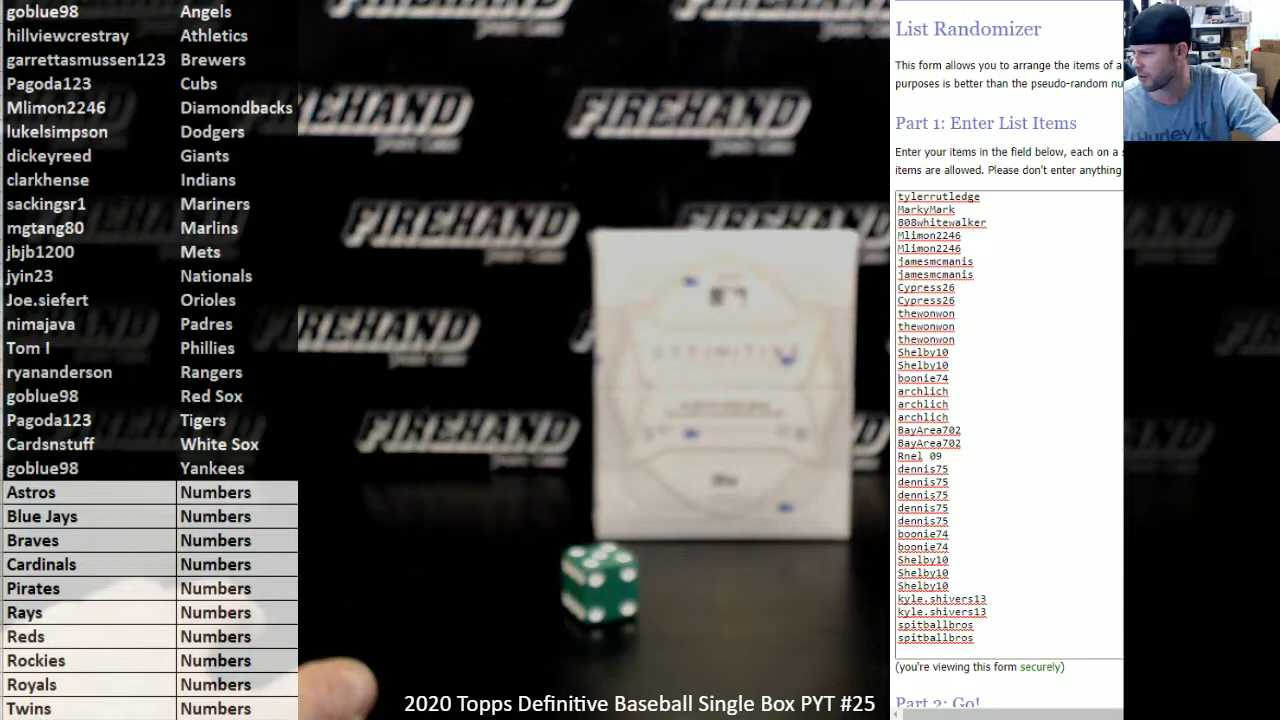 goblue98 Angels
hillviewcrestray Athletics
garrettasmussen123 Brewers
Pagoda123 Cubs
Mlimon2246 Diamondbacks
lukelsimpson Dodgers
dickeyreed Giants
clarkhense Indians
sackingsr1 Mariners
mgtang80 Marlins
jbjb1200 Mets
jyin23 Nationals
Joe.siefert Orioles
nimajava Padres
Tom I Phillies
ryananderson Rangers
goblue98 Red Sox
Pagoda123 Tigers
Cardsnstuff White Sox
goblue98 Yankees
Astros Numbers
Blue Jays Numbers
Braves Numbers
Cardinals Numbers
Pirates Numbers
Rays Numbers
Reds Numbers
Rockies Numbers
Royals Numbers
Twins Numbers
FIREHAND
FIREHAND
FIREHAND
FIREHAND
FIREHAND
DEFINITIVE
2020 Topps Definitive Baseball Single Box PYT #25
List Randomizer
This form allows you to arrange the items of a
purposes is better than the pseudo-random nu
Part 1: Enter List Items
Enter your items in the field below, each on a s
items are allowed. Please don't enter anything
tylerrutledge
MarkyMark
808whitewalker
Mlimon2246
Mlimon2246
jamesmcmanis
jamesmcmanis
Cypress26
Cypress26
thewonwon
thewonwon
thewonwon
Shelby10
Shelby10
boonie74
archlich
archlich
archlich
BayArea702
BayArea702
Rnel 09
dennis75
dennis75
dennis75
dennis75
dennis75
boonie74
boonie74
Shelby10
Shelby10
Shelby10
kyle.shivers13
kyle.shivers13
spitballbros
spitballbros
(you're viewing this form securely)
Part 2: Go!
Hurley